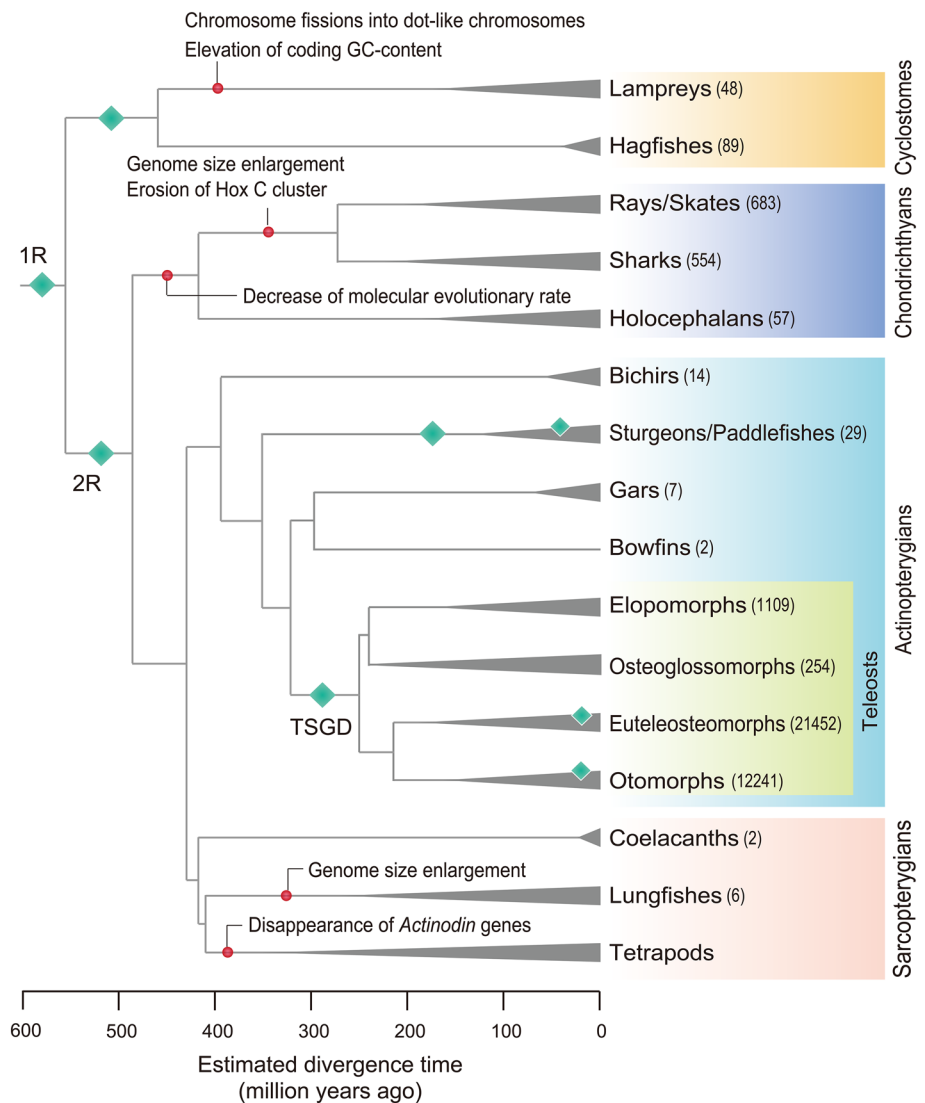 Chromosome fissions into dot-like chromosomes
Elevation of coding GC-content
Lampreys (48)
Hagfishes (89)
Cyclostomes
Genome size enlargement
Erosion of Hox C cluster
Rays/Skates (683)
Sharks (554)
Holocephalans (57)
Chondrichthyans
1R
Decrease of molecular evolutionary rate
2R
Bichirs (14)
Sturgeons/Paddlefishes (29)
Gars (7)
Bowfins (2)
Elopomorphs (1109)
Osteoglossomorphs (254)
Euteleosteomorphs (21452)
Otomorphs (12241)
TSGD
Teleosts
Actinopterygians
Coelacanths (2)
Genome size enlargement
Lungfishes (6)
Disappearance of Actinodin genes
Tetrapods
Sarcopterygians
600 500 400 300 200 100 0
Estimated divergence time
(million years ago)